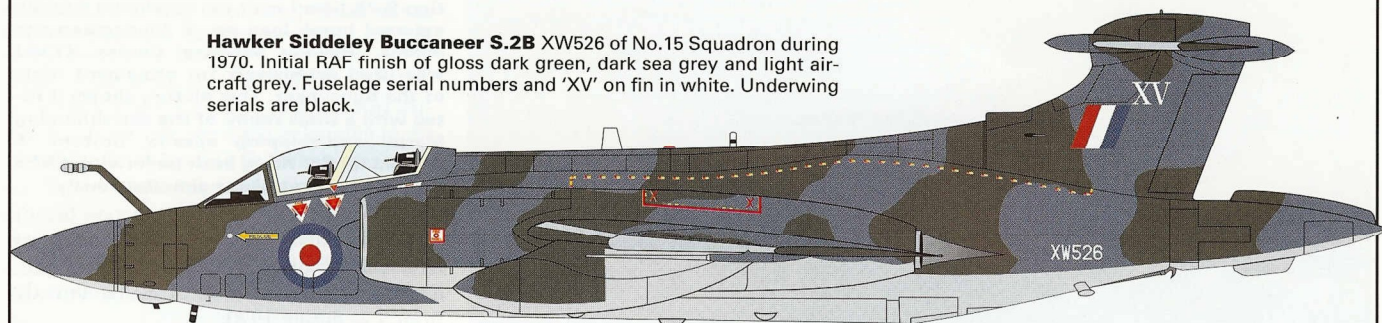 Hawker Siddeley Buccaneer S.2B XW526 of No.15 Squadron during
1970. Initial RAF finish of gloss dark green, dark sea grey and light air-
craft grey. Fuselage serial numbers and 'XV' on fin in white. Underwing
serials are black.
XV
X X
RESCUE
XW526